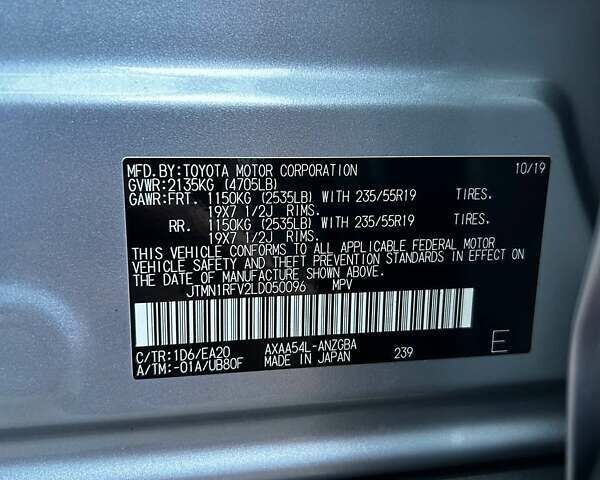 MFD. BY: TOYOTA MOTOR CORPORATION 10/19
GVWR: 2135KG (4705LB)
GAWR: FRT. 1150KG (2535LB) WITH 235/55R19 TIRES.
19X7 1/2J RIMS.
RR. 1150KG (2535LB) WITH 235/55R19 TIRES.
19X7 1/2J RIMS.
THIS VEHICLE CONFORMS TO ALL APPLICABLE FEDERAL MOTOR
VEHICLE SAFETY AND THEFT PREVENTION STANDARDS IN EFFECT ON
THE DATE OF MANUFACTURE SHOWN ABOVE.
JTMN1RFV2LD050096 MPV
C/TR: 1D6/EA20 AXAA54L-ANZGBA
A/TM: -01A/UB80F MADE IN JAPAN 239 E